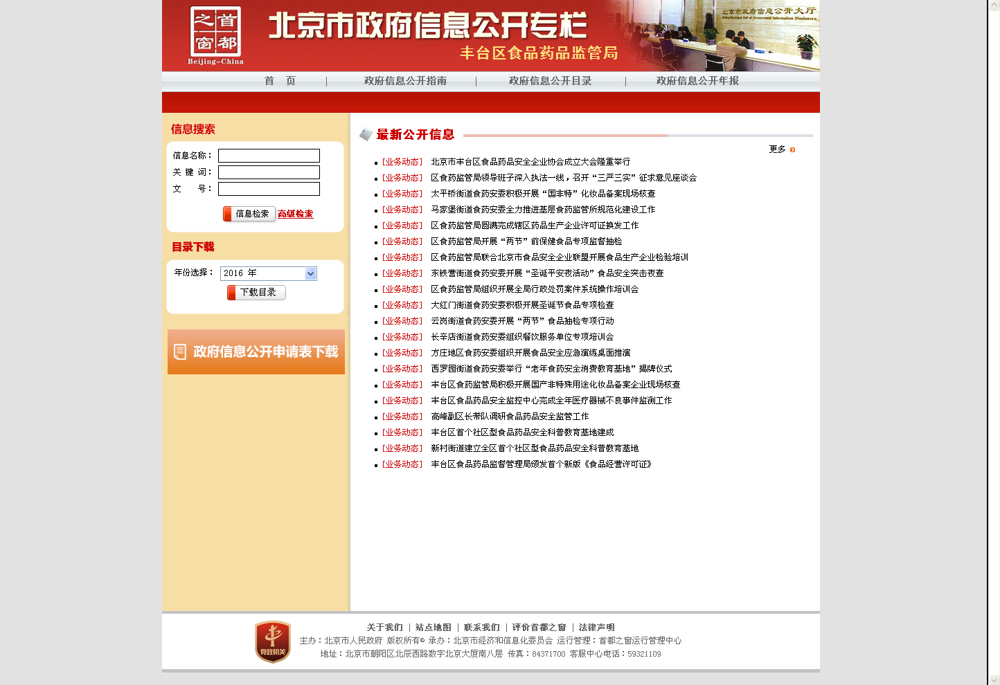 之首窗都
Beijing-China
北京市政府信息公开专栏
丰台区食品药品监管局
北京市政府信息公开大厅
首 页 | 政府信息公开指南 | 政府信息公开目录 | 政府信息公开年报
信息搜索
信息名称：
关 键 词：
文 号：
信息检索 高级检索
目录下载
年份选择： 2016 年
下载目录
政府信息公开申请表下载
最新公开信息
更多
[业务动态] 北京市丰台区食品药品安全企业协会成立大会隆重举行
[业务动态] 区食药监管局领导班子深入执法一线，召开“三严三实”征求意见座谈会
[业务动态] 太平桥街道食药安委积极开展“国非特”化妆品备案现场核查
[业务动态] 马家堡街道食药安委全力推进基层食药监管所规范化建设工作
[业务动态] 区食药监管局圆满完成辖区药品生产企业许可证换发工作
[业务动态] 区食药监管局开展“两节”前保健食品专项监督抽检
[业务动态] 区食药监管局联合北京市食品安全企业联盟开展食品生产企业检验培训
[业务动态] 东铁营街道食药安委开展“圣诞平安夜活动”食品安全突击夜查
[业务动态] 区食药监管局组织开展全局行政处罚案件系统操作培训会
[业务动态] 大红门街道食药安委积极开展圣诞节食品专项检查
[业务动态] 云岗街道食药安委开展“两节”食品抽检专项行动
[业务动态] 长辛店街道食药安委组织餐饮服务单位专项培训会
[业务动态] 方庄地区食药安委组织开展食品安全应急演练桌面推演
[业务动态] 西罗园街道食药安委举行“老年食药安全消费教育基地”揭牌仪式
[业务动态] 丰台区食药监管局积极开展国产非特殊用途化妆品备案企业现场核查
[业务动态] 丰台区食品药品安全监控中心完成全年医疗器械不良事件监测工作
[业务动态] 高峰副区长带队调研食品药品安全监管工作
[业务动态] 丰台区首个社区型食品药品安全科普教育基地建成
[业务动态] 新村街道建立全区首个社区型食品药品安全科普教育基地
[业务动态] 丰台区食品药品监督管理局颁发首个新版《食品经营许可证》
党政机关
关于我们 | 站点地图 | 联系我们 | 评价首都之窗 | 法律声明
主办：北京市人民政府 版权所有© 承办：北京市经济和信息化委员会 运行管理：首都之窗运行管理中心
地址：北京市朝阳区北辰西路数字北京大厦南八层 传真：84371700 客服中心电话：59321109